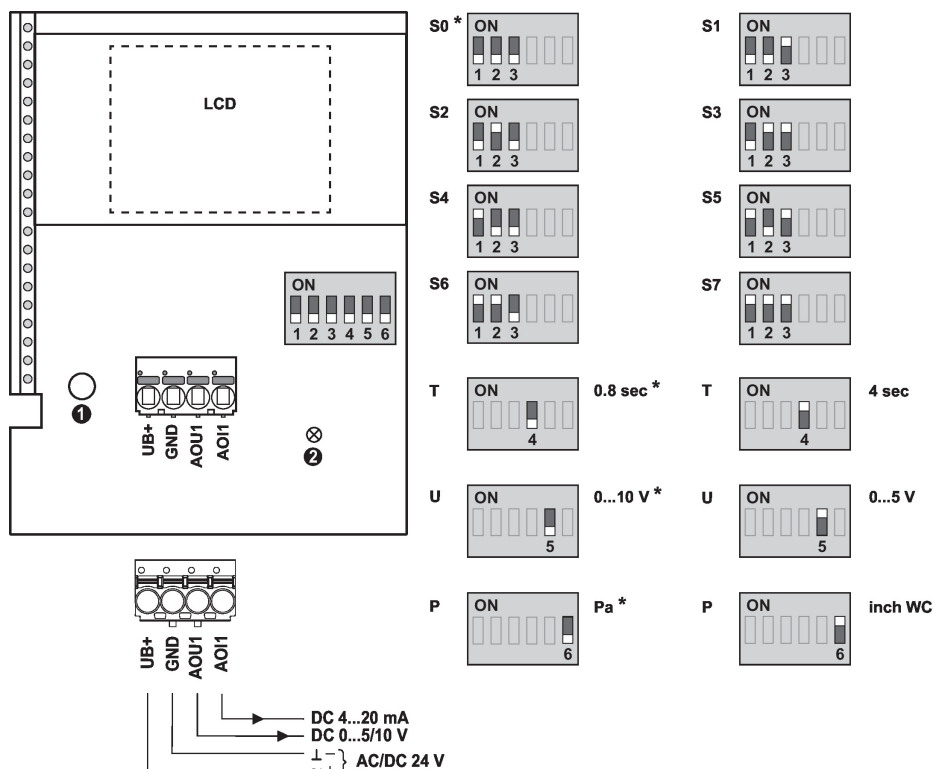 LCD
ON
1 2 3 4 5 6
❶
UB+
GND
AOU1
AOI1
❷
UB+
GND
AOU1
AOI1
DC 4...20 mA
DC 0...5/10 V
⊥ AC/DC 24 V
S0 *
ON
1 2 3
S1
ON
1 2 3
S2
ON
1 2 3
S3
ON
1 2 3
S4
ON
1 2 3
S5
ON
1 2 3
S6
ON
1 2 3
S7
ON
1 2 3
T
ON
4
0.8 sec *
T
ON
4
4 sec
U
ON
5
0...10 V *
U
ON
5
0...5 V
P
ON
6
Pa *
P
ON
6
inch WC